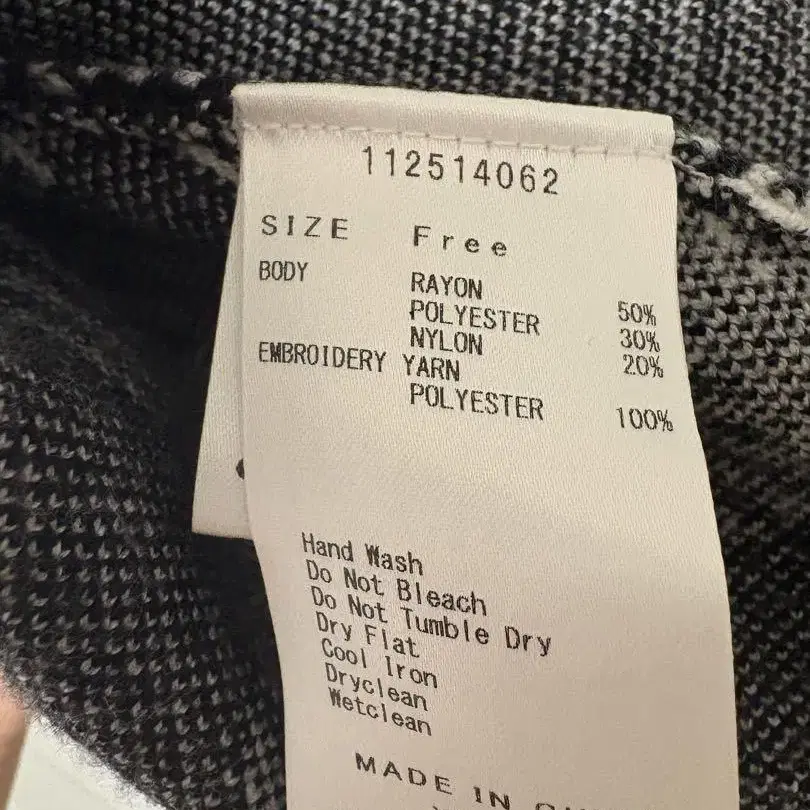 112514062
SIZE Free
BODY
RAYON 50%
POLYESTER 30%
NYLON 20%
EMBROIDERY YARN
POLYESTER 100%
Hand Wash
Do Not Bleach
Do Not Tumble Dry
Dry Flat
Cool Iron
Dryclean
Wetclean
MADE IN